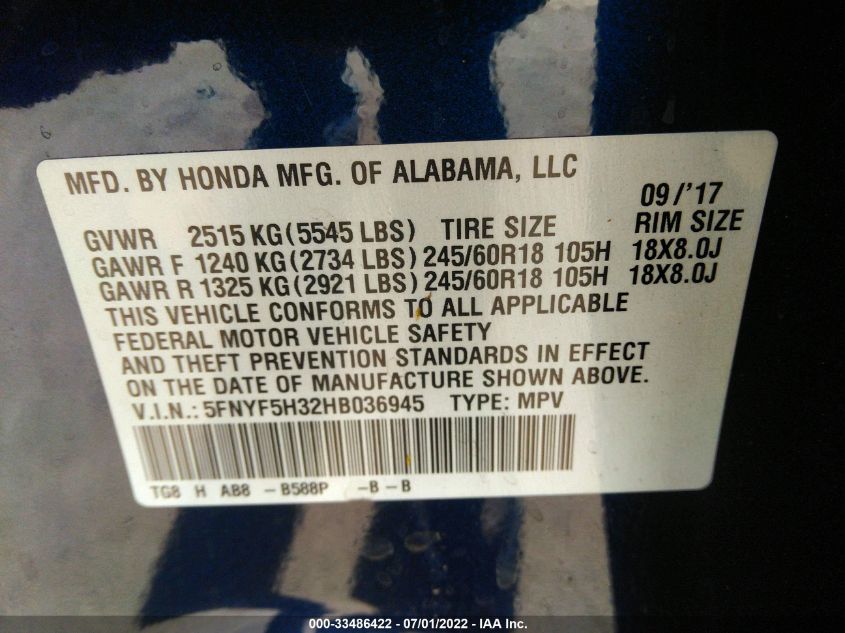 MFD. BY HONDA MFG. OF ALABAMA, LLC
09/'17
GVWR 2515 KG (5545 LBS) TIRE SIZE RIM SIZE
GAWR F 1240 KG (2734 LBS) 245/60R18 105H 18X8.0J
GAWR R 1325 KG (2921 LBS) 245/60R18 105H 18X8.0J
THIS VEHICLE CONFORMS TO ALL APPLICABLE
FEDERAL MOTOR VEHICLE SAFETY
AND THEFT PREVENTION STANDARDS IN EFFECT
ON THE DATE OF MANUFACTURE SHOWN ABOVE.
V.I.N.: 5FNYF5H32HB036945 TYPE: MPV
TG8 H AB8 - B588P - B - B
000-33486422 - 07/01/2022 - IAA Inc.